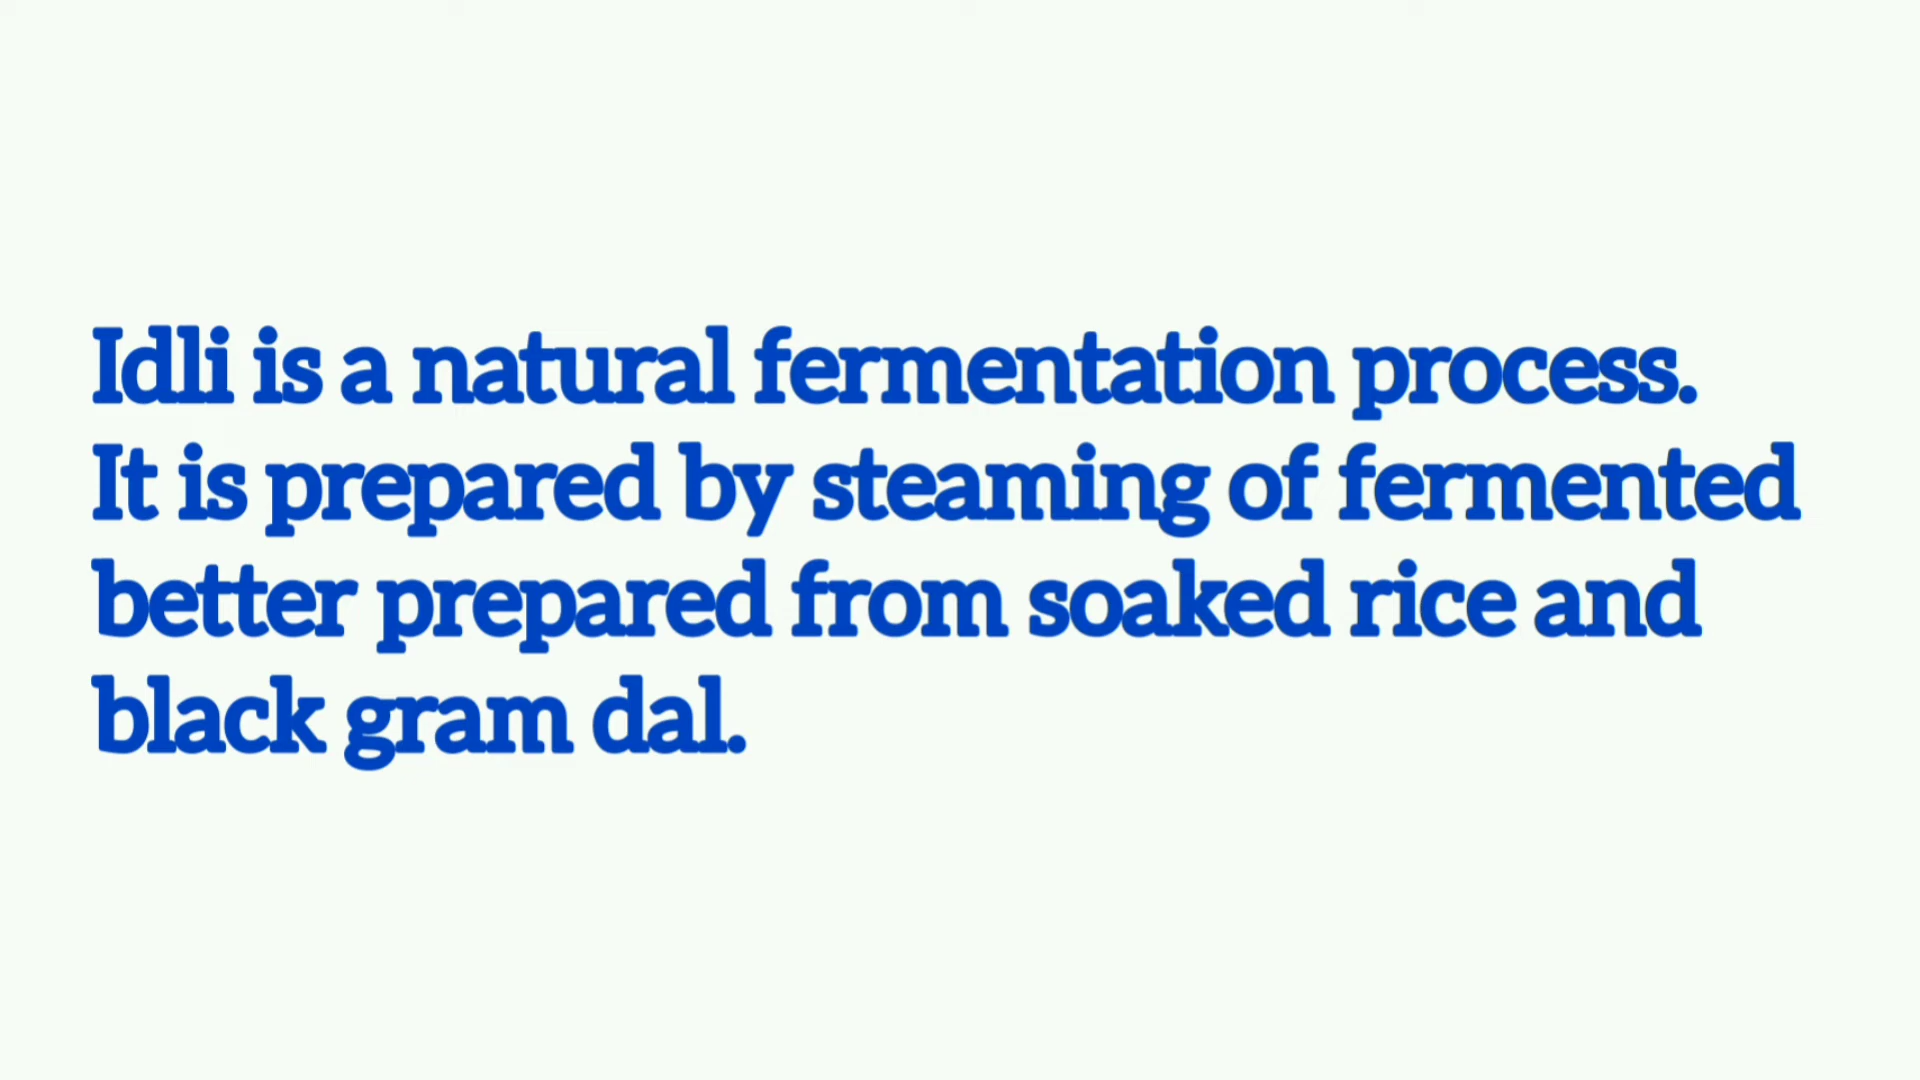 Idli is a natural fermentation process.
It is prepared by steaming of fermented
better prepared from soaked rice and
black gram dal.